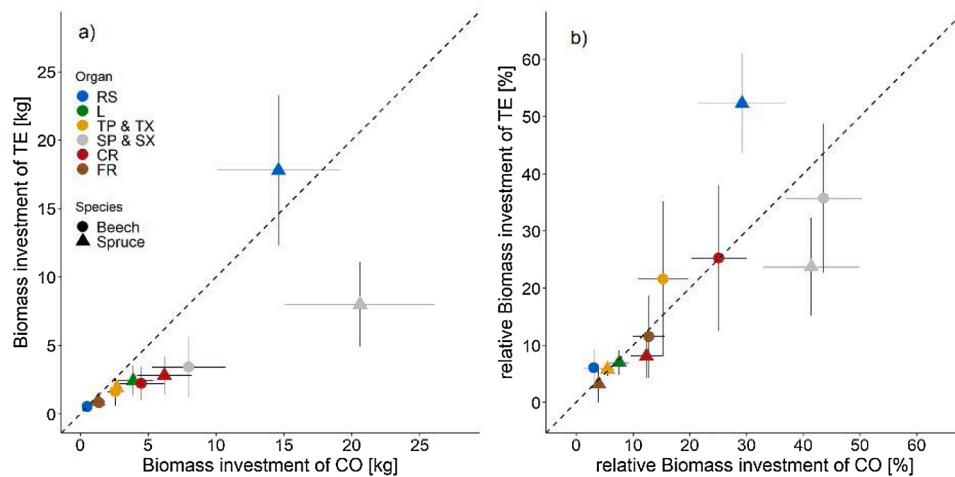 a)
Biomass investment of TE [kg]
25
20
15
10
5
0
Organ
RS
L
TP & TX
SP & SX
CR
FR
Species
Beech
Spruce
0 5 10 15 20 25
Biomass investment of CO [kg]
b)
relative Biomass investment of TE [%]
60
50
40
30
20
10
0
0 10 20 30 40 50 60
relative Biomass investment of CO [%]